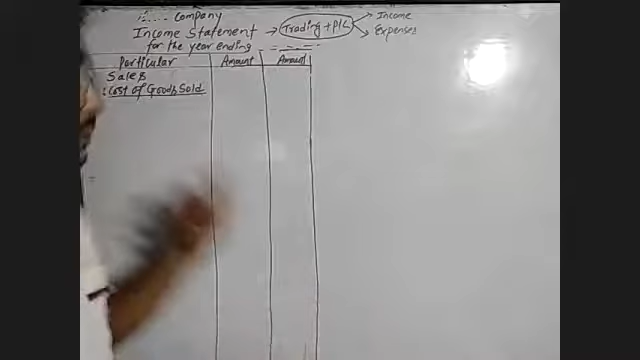 Company
Income Statement → Trading + P/L Income
for the year ending Expenses
Particular Amount Amount
Sales
: Cost of Goods Sold